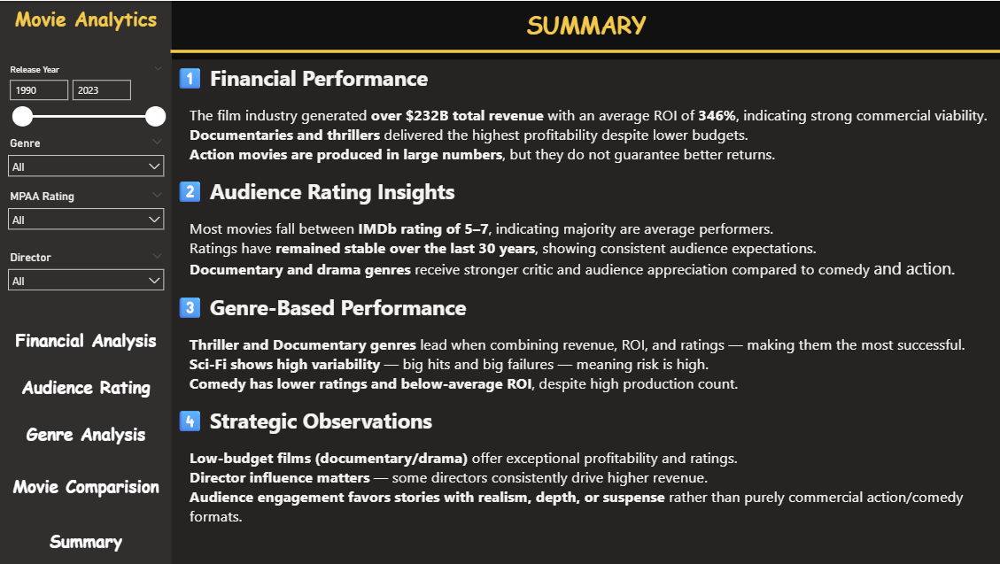 Movie Analytics
Release Year
1990 2023
Genre
All
MPAA Rating
All
Director
All
Financial Analysis
Audience Rating
Genre Analysis
Movie Comparision
Summary
SUMMARY
1 Financial Performance
The film industry generated over $232B total revenue with an average ROI of 346%, indicating strong commercial viability.
Documentaries and thrillers delivered the highest profitability despite lower budgets.
Action movies are produced in large numbers, but they do not guarantee better returns.
2 Audience Rating Insights
Most movies fall between IMDb rating of 5–7, indicating majority are average performers.
Ratings have remained stable over the last 30 years, showing consistent audience expectations.
Documentary and drama genres receive stronger critic and audience appreciation compared to comedy and action.
3 Genre-Based Performance
Thriller and Documentary genres lead when combining revenue, ROI, and ratings — making them the most successful.
Sci-Fi shows high variability — big hits and big failures — meaning risk is high.
Comedy has lower ratings and below-average ROI, despite high production count.
4 Strategic Observations
Low-budget films (documentary/drama) offer exceptional profitability and ratings.
Director influence matters — some directors consistently drive higher revenue.
Audience engagement favors stories with realism, depth, or suspense rather than purely commercial action/comedy
formats.